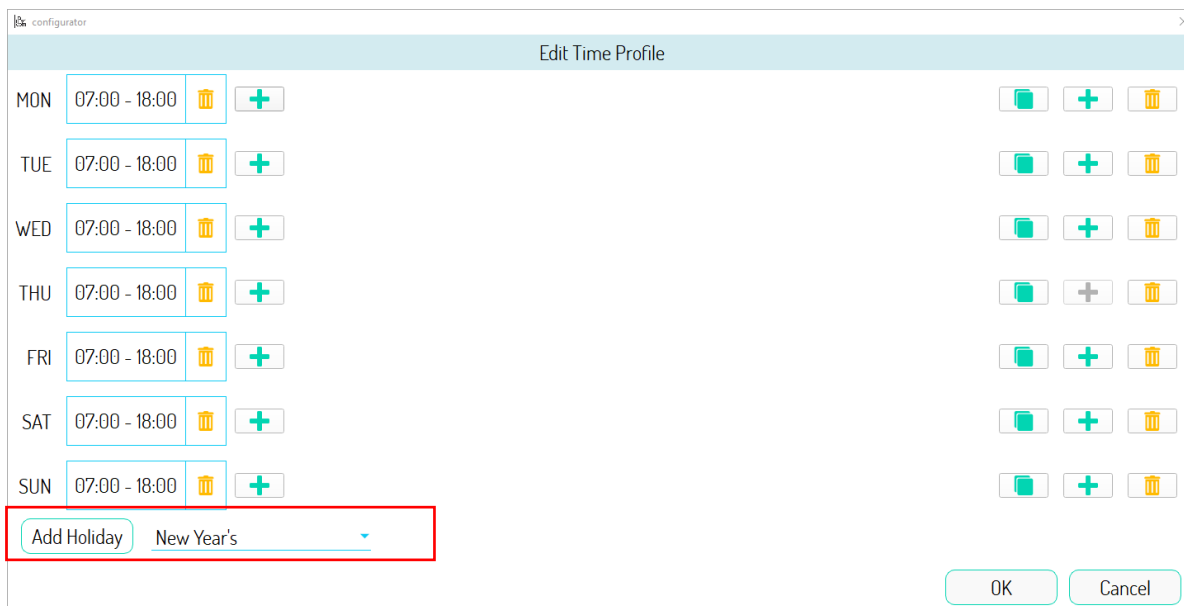 configurator
Edit Time Profile
MON 07:00 - 18:00
TUE 07:00 - 18:00
WED 07:00 - 18:00
THU 07:00 - 18:00
FRI 07:00 - 18:00
SAT 07:00 - 18:00
SUN 07:00 - 18:00
Add Holiday New Year's
OK Cancel